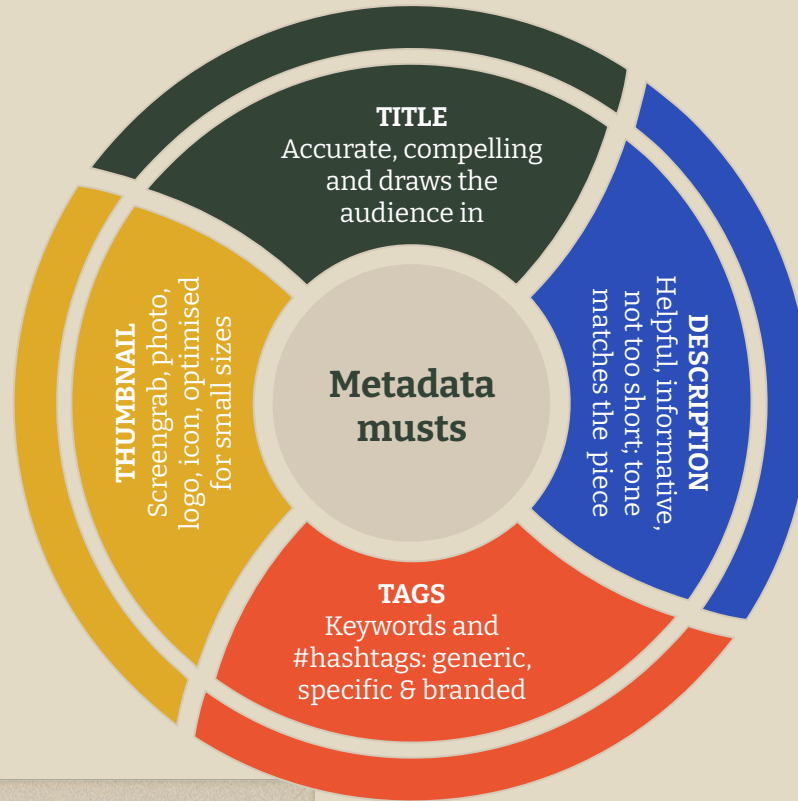 TITLE
Accurate, compelling
and draws the
audience in
DESCRIPTION
Helpful, informative,
not too short; tone
matches the piece
TAGS
Keywords and
#hashtags: generic,
specific & branded
THUMBNAIL
Screengrab, photo,
logo, icon, optimised
for small sizes
Metadata
musts